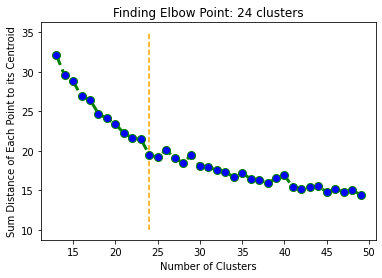 Finding Elbow Point: 24 clusters
Sum Distance of Each Point to its Centroid
35
30
25
20
15
10
15 20 25 30 35 40 45 50
Number of Clusters